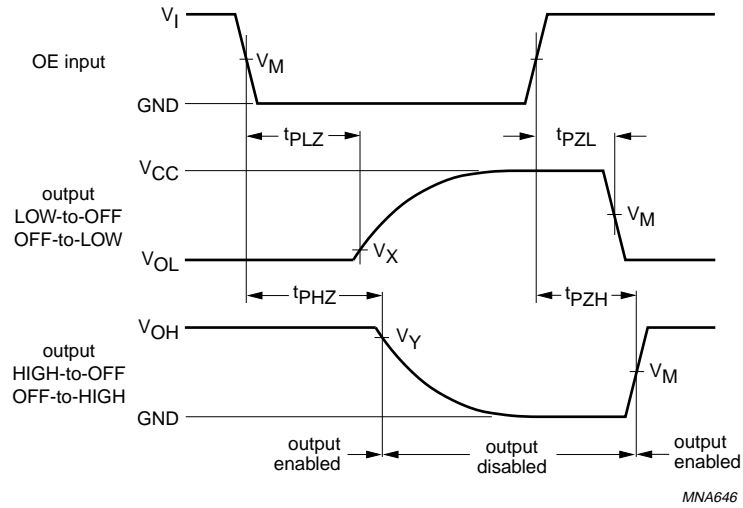 VI
OE input
VM
GND
tPLZ
tPZL
VCC
output
LOW-to-OFF
OFF-to-LOW
VM
VX
VOL
tPHZ
tPZH
VOH
VY
output
HIGH-to-OFF
OFF-to-HIGH
VM
GND
output
enabled
output
disabled
output
enabled
MNA646